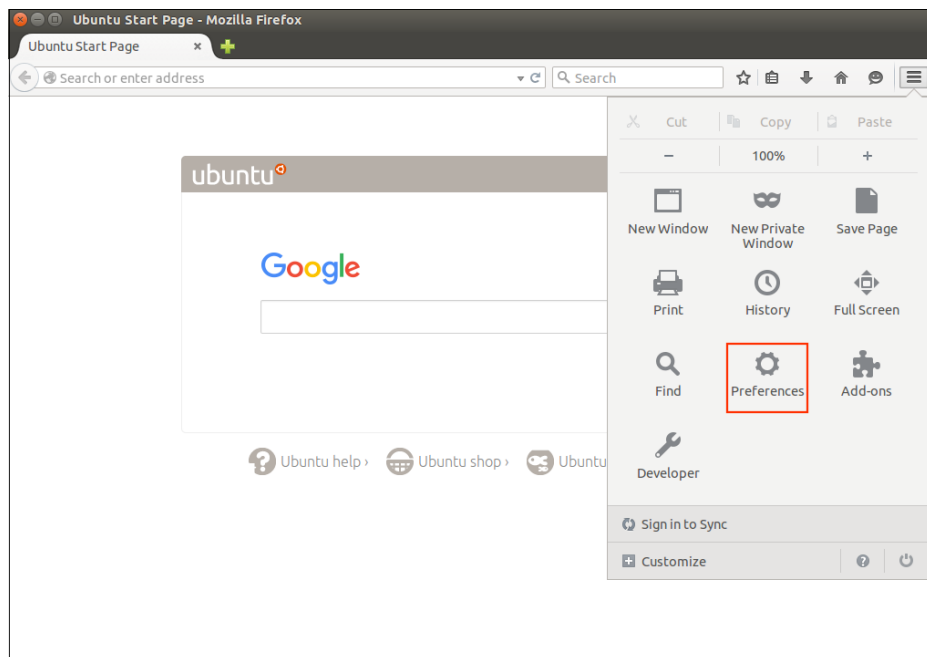 Ubuntu Start Page - Mozilla Firefox
Ubuntu Start Page
Search or enter address
Search
Cut
Copy
Paste
100%
ubuntu
New Window
New Private Window
Save Page
Google
Print
History
Full Screen
Find
Preferences
Add-ons
Ubuntu help ›
Ubuntu shop ›
Ubuntu
Developer
Sign in to Sync
Customize